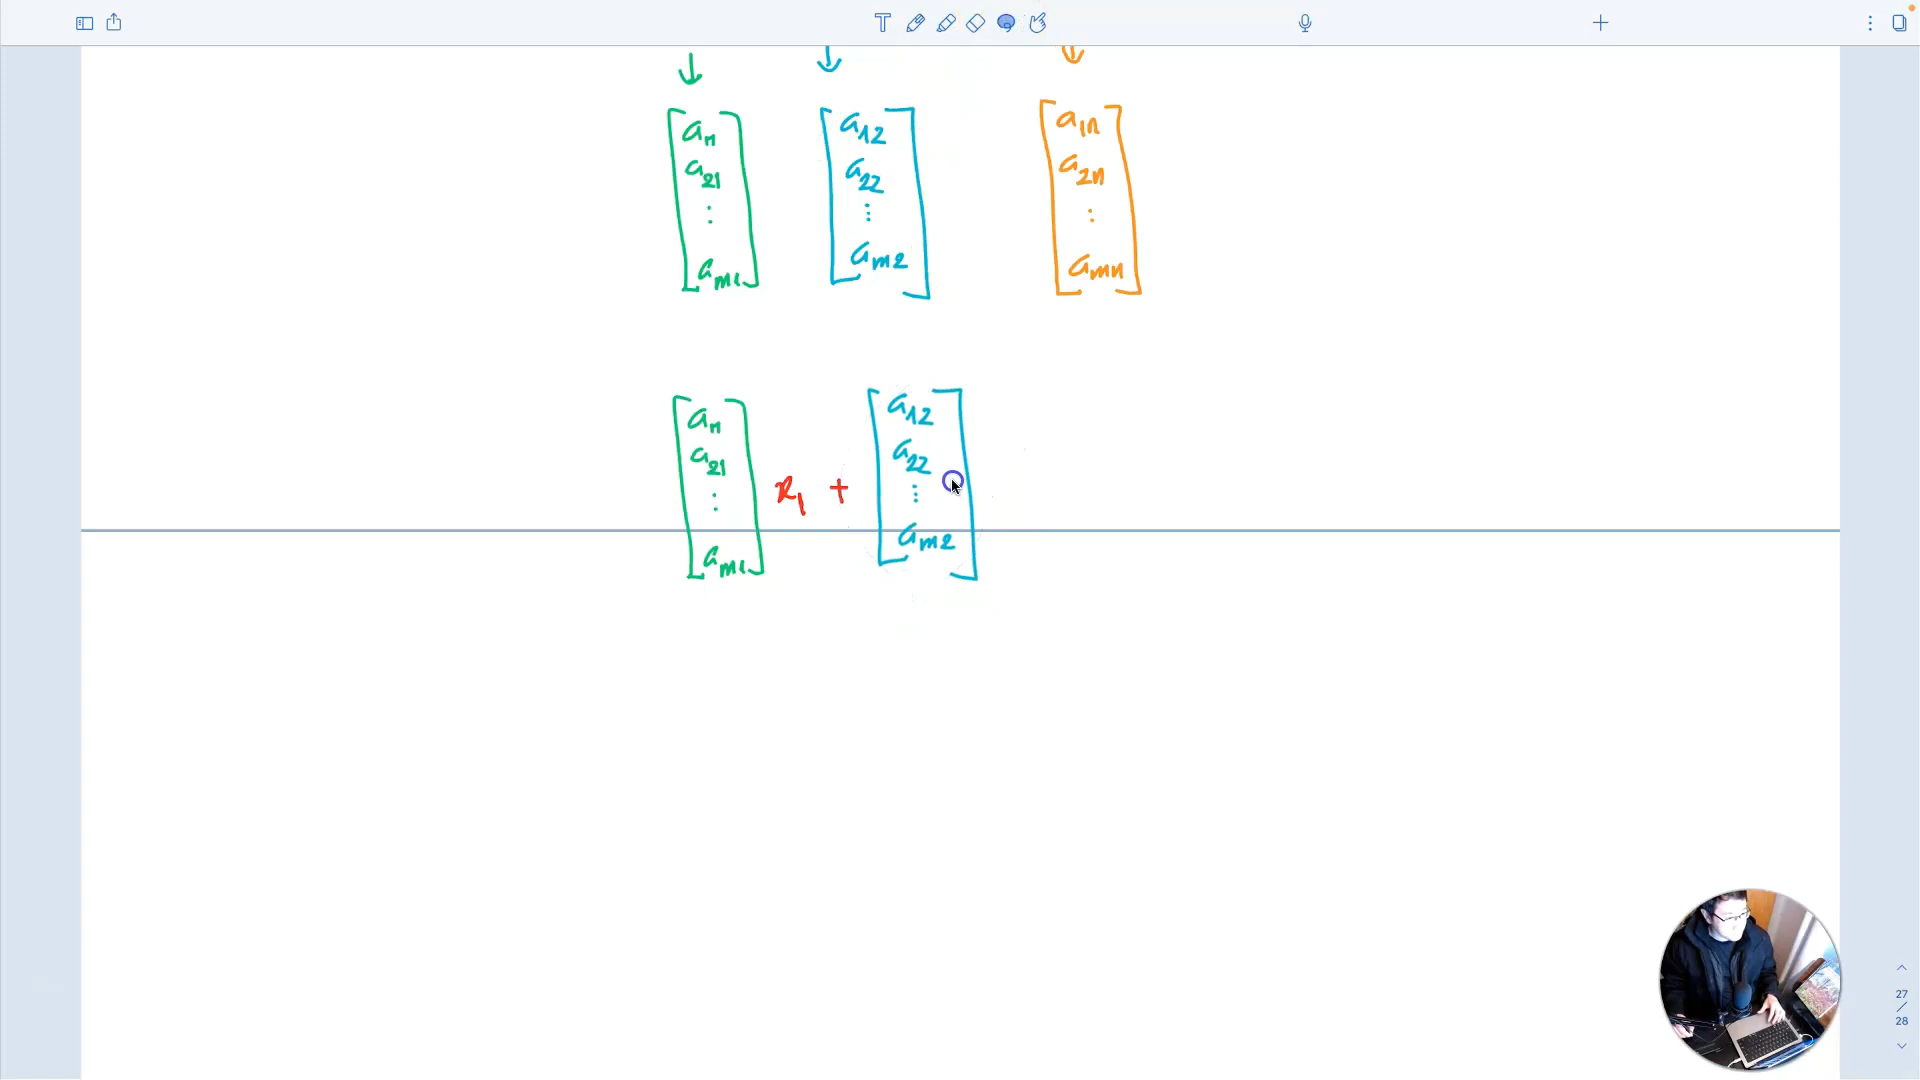 [a₁₁ a₂₁ ⋮ aₘ₁] [a₁₂ a₂₂ ⋮ aₘ₂] [a₁ₙ a₂ₙ ⋮ aₘₙ]
[a₁₁ a₂₁ ⋮ aₘ₁] x₁ + [a₁₂ a₂₂ ⋮ aₘ₂]
27
/
28